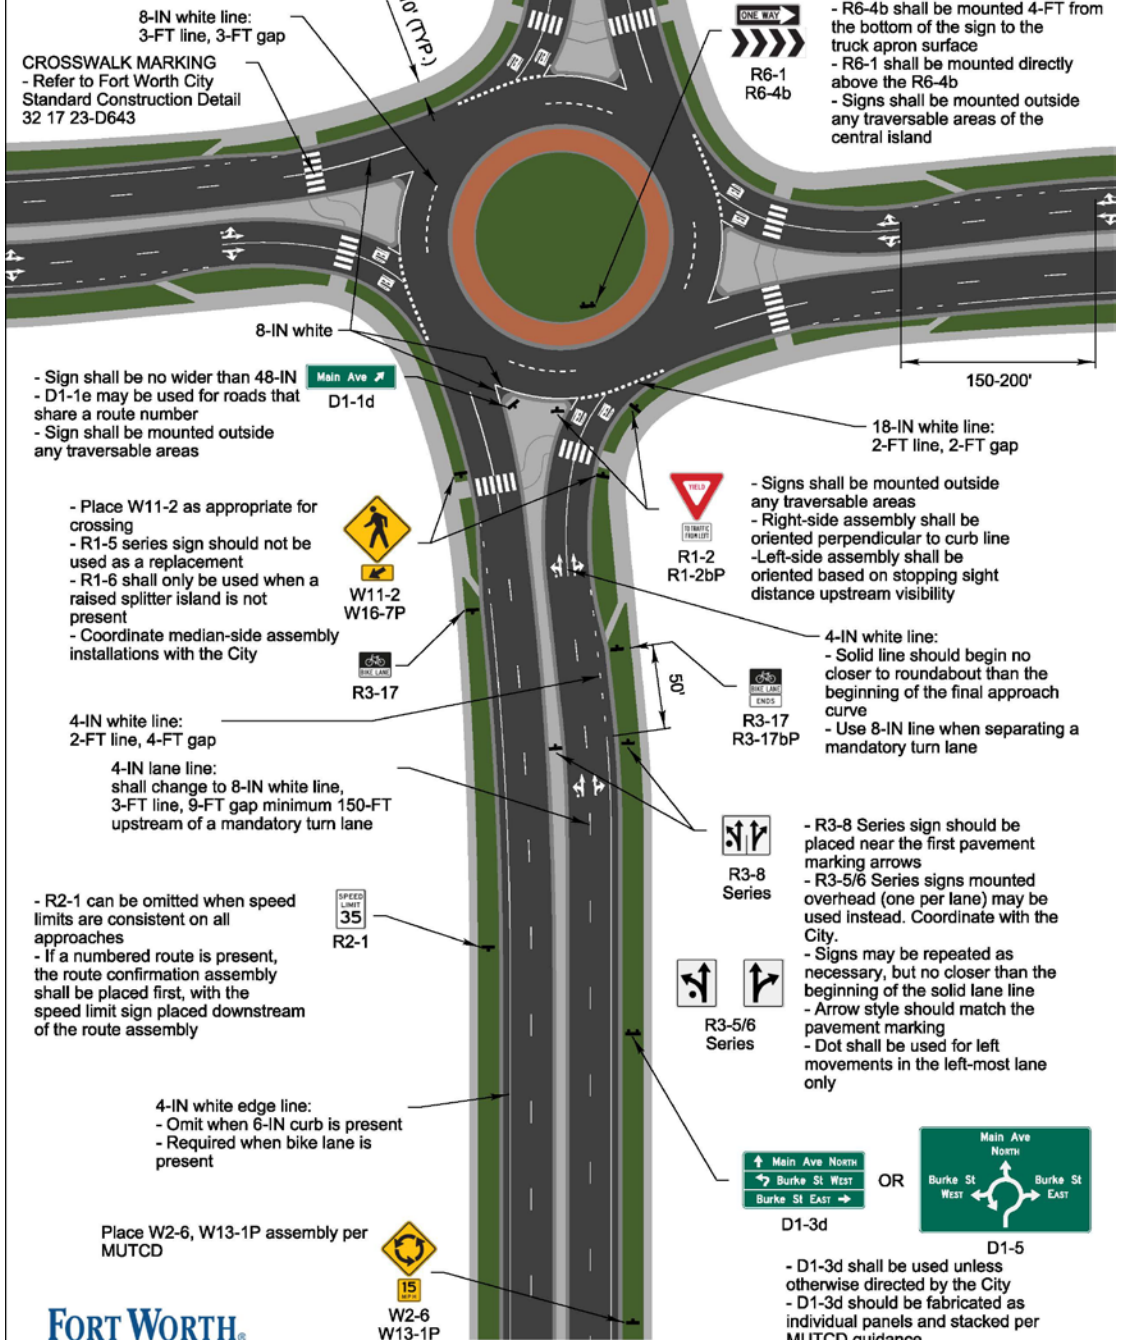 8-IN white line:
3-FT line, 3-FT gap
CROSSWALK MARKING
- Refer to Fort Worth City
Standard Construction Detail
32 17 23-D643
0' (TYP.)
ONE WAY
R6-1
R6-4b
- R6-4b shall be mounted 4-FT from
the bottom of the sign to the
truck apron surface
- R6-1 shall be mounted directly
above the R6-4b
- Signs shall be mounted outside
any traversable areas of the
central island
8-IN white
150-200'
- Sign shall be no wider than 48-IN
- D1-1e may be used for roads that
share a route number
- Sign shall be mounted outside
any traversable areas
Main Ave
D1-1d
18-IN white line:
2-FT line, 2-FT gap
- Place W11-2 as appropriate for
crossing
- R1-5 series sign should not be
used as a replacement
- R1-6 shall only be used when a
raised splitter island is not
present
- Coordinate median-side assembly
installations with the City
W11-2
W16-7P
YIELD
TO TRAFFIC
FROM LEFT
R1-2
R1-2bP
- Signs shall be mounted outside
any traversable areas
- Right-side assembly shall be
oriented perpendicular to curb line
-Left-side assembly shall be
oriented based on stopping sight
distance upstream visibility
BIKE LANE
R3-17
50'
BIKE LANE
ENDS
R3-17
R3-17bP
4-IN white line:
- Solid line should begin no
closer to roundabout than the
beginning of the final approach
curve
- Use 8-IN line when separating a
mandatory turn lane
4-IN white line:
2-FT line, 4-FT gap
4-IN lane line:
shall change to 8-IN white line,
3-FT line, 9-FT gap minimum 150-FT
upstream of a mandatory turn lane
R3-8
Series
- R3-8 Series sign should be
placed near the first pavement
marking arrows
- R3-5/6 Series signs mounted
overhead (one per lane) may be
used instead. Coordinate with the
City.
- Signs may be repeated as
necessary, but no closer than the
beginning of the solid lane line
- Arrow style should match the
pavement marking
- Dot shall be used for left
movements in the left-most lane
only
- R2-1 can be omitted when speed
limits are consistent on all
approaches
- If a numbered route is present,
the route confirmation assembly
shall be placed first, with the
speed limit sign placed downstream
of the route assembly
SPEED
LIMIT
35
R2-1
R3-5/6
Series
4-IN white edge line:
- Omit when 6-IN curb is present
- Required when bike lane is
present
Main Ave NORTH
Burke St WEST
Burke St EAST
D1-3d
OR
Main Ave
NORTH
Burke St
WEST
Burke St
EAST
D1-5
Place W2-6, W13-1P assembly per
MUTCD
15
MPH
W2-6
W13-1P
- D1-3d shall be used unless
otherwise directed by the City
- D1-3d should be fabricated as
individual panels and stacked per
MUTCD guidance
FORT WORTH®